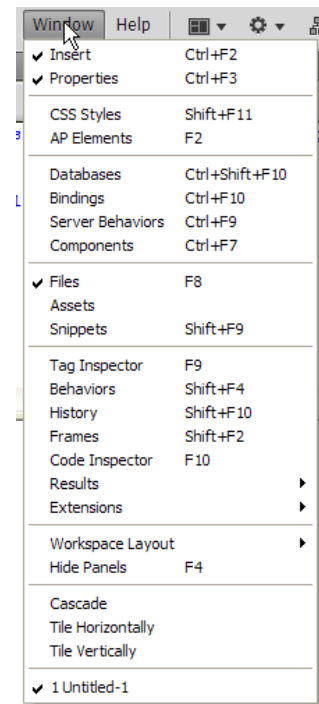 Window Help
Insert Ctrl+F2
Properties Ctrl+F3
CSS Styles Shift+F11
AP Elements F2
Databases Ctrl+Shift+F10
Bindings Ctrl+F10
Server Behaviors Ctrl+F9
Components Ctrl+F7
Files F8
Assets
Snippets Shift+F9
Tag Inspector F9
Behaviors Shift+F4
History Shift+F10
Frames Shift+F2
Code Inspector F10
Results
Extensions
Workspace Layout
Hide Panels F4
Cascade
Tile Horizontally
Tile Vertically
1 Untitled-1